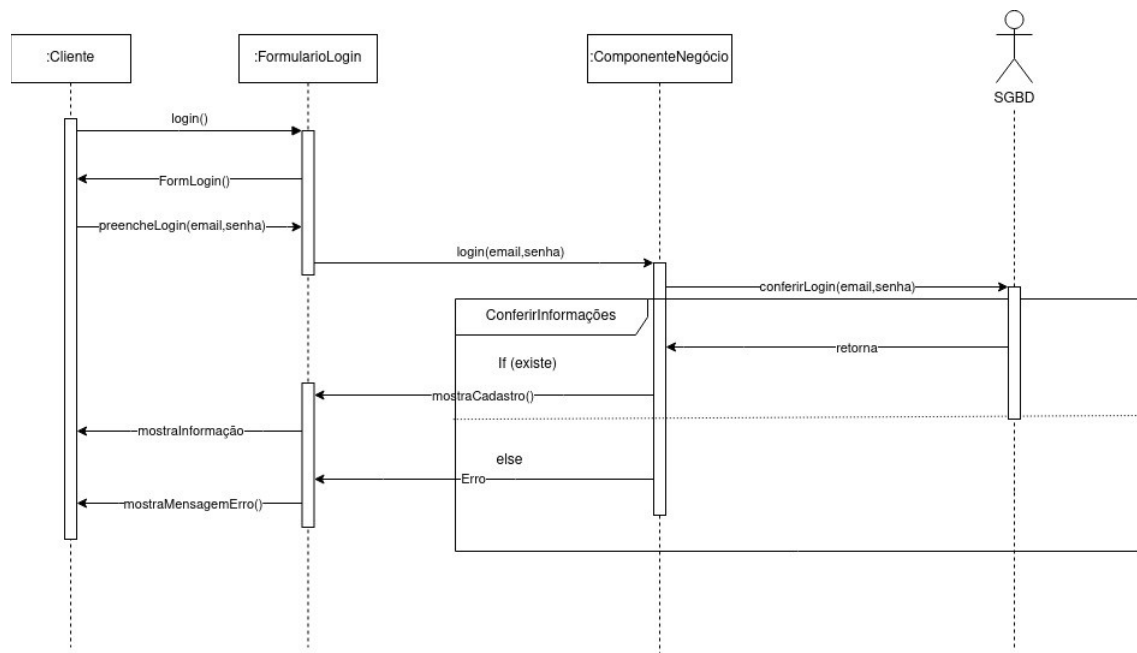 :Cliente
:FormularioLogin
:ComponenteNegócio
SGBD
login()
FormLogin()
preencheLogin(email,senha)
login(email,senha)
conferirLogin(email,senha)
ConferirInformações
retorna
If (existe)
mostraCadastro()
mostraInformação
else
Erro
mostraMensagemErro()